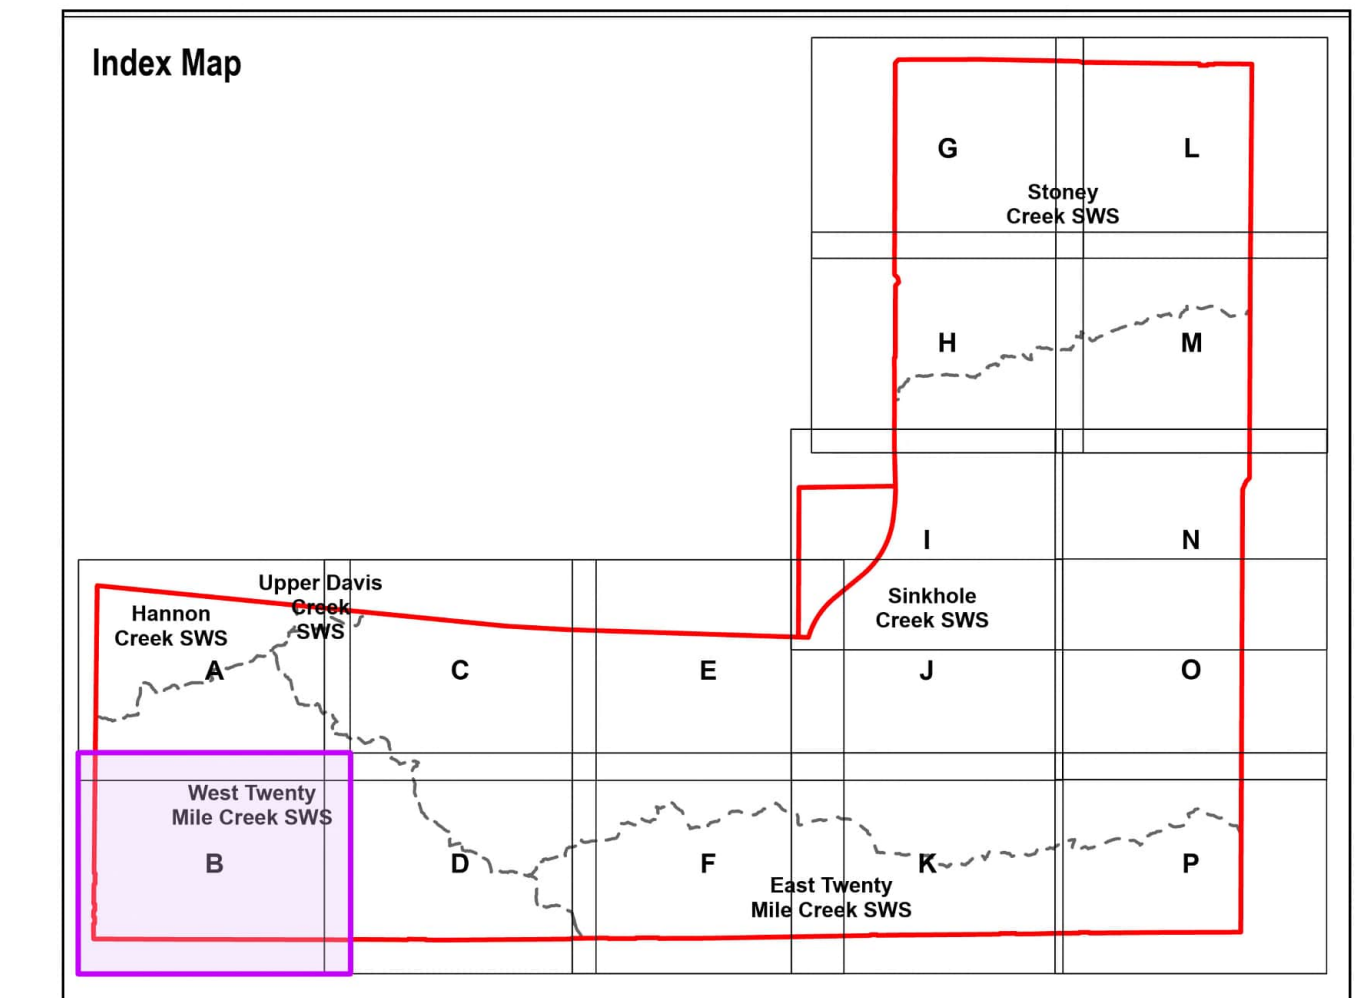 Index Map
G
L
Stoney
Creek SWS
H
M
I
N
Upper Davis
Creek
SWS
Hannon
Creek SWS
Sinkhole
Creek SWS
A
C
E
J
O
West Twenty
Mile Creek SWS
B
D
F
K
P
East Twenty
Mile Creek SWS